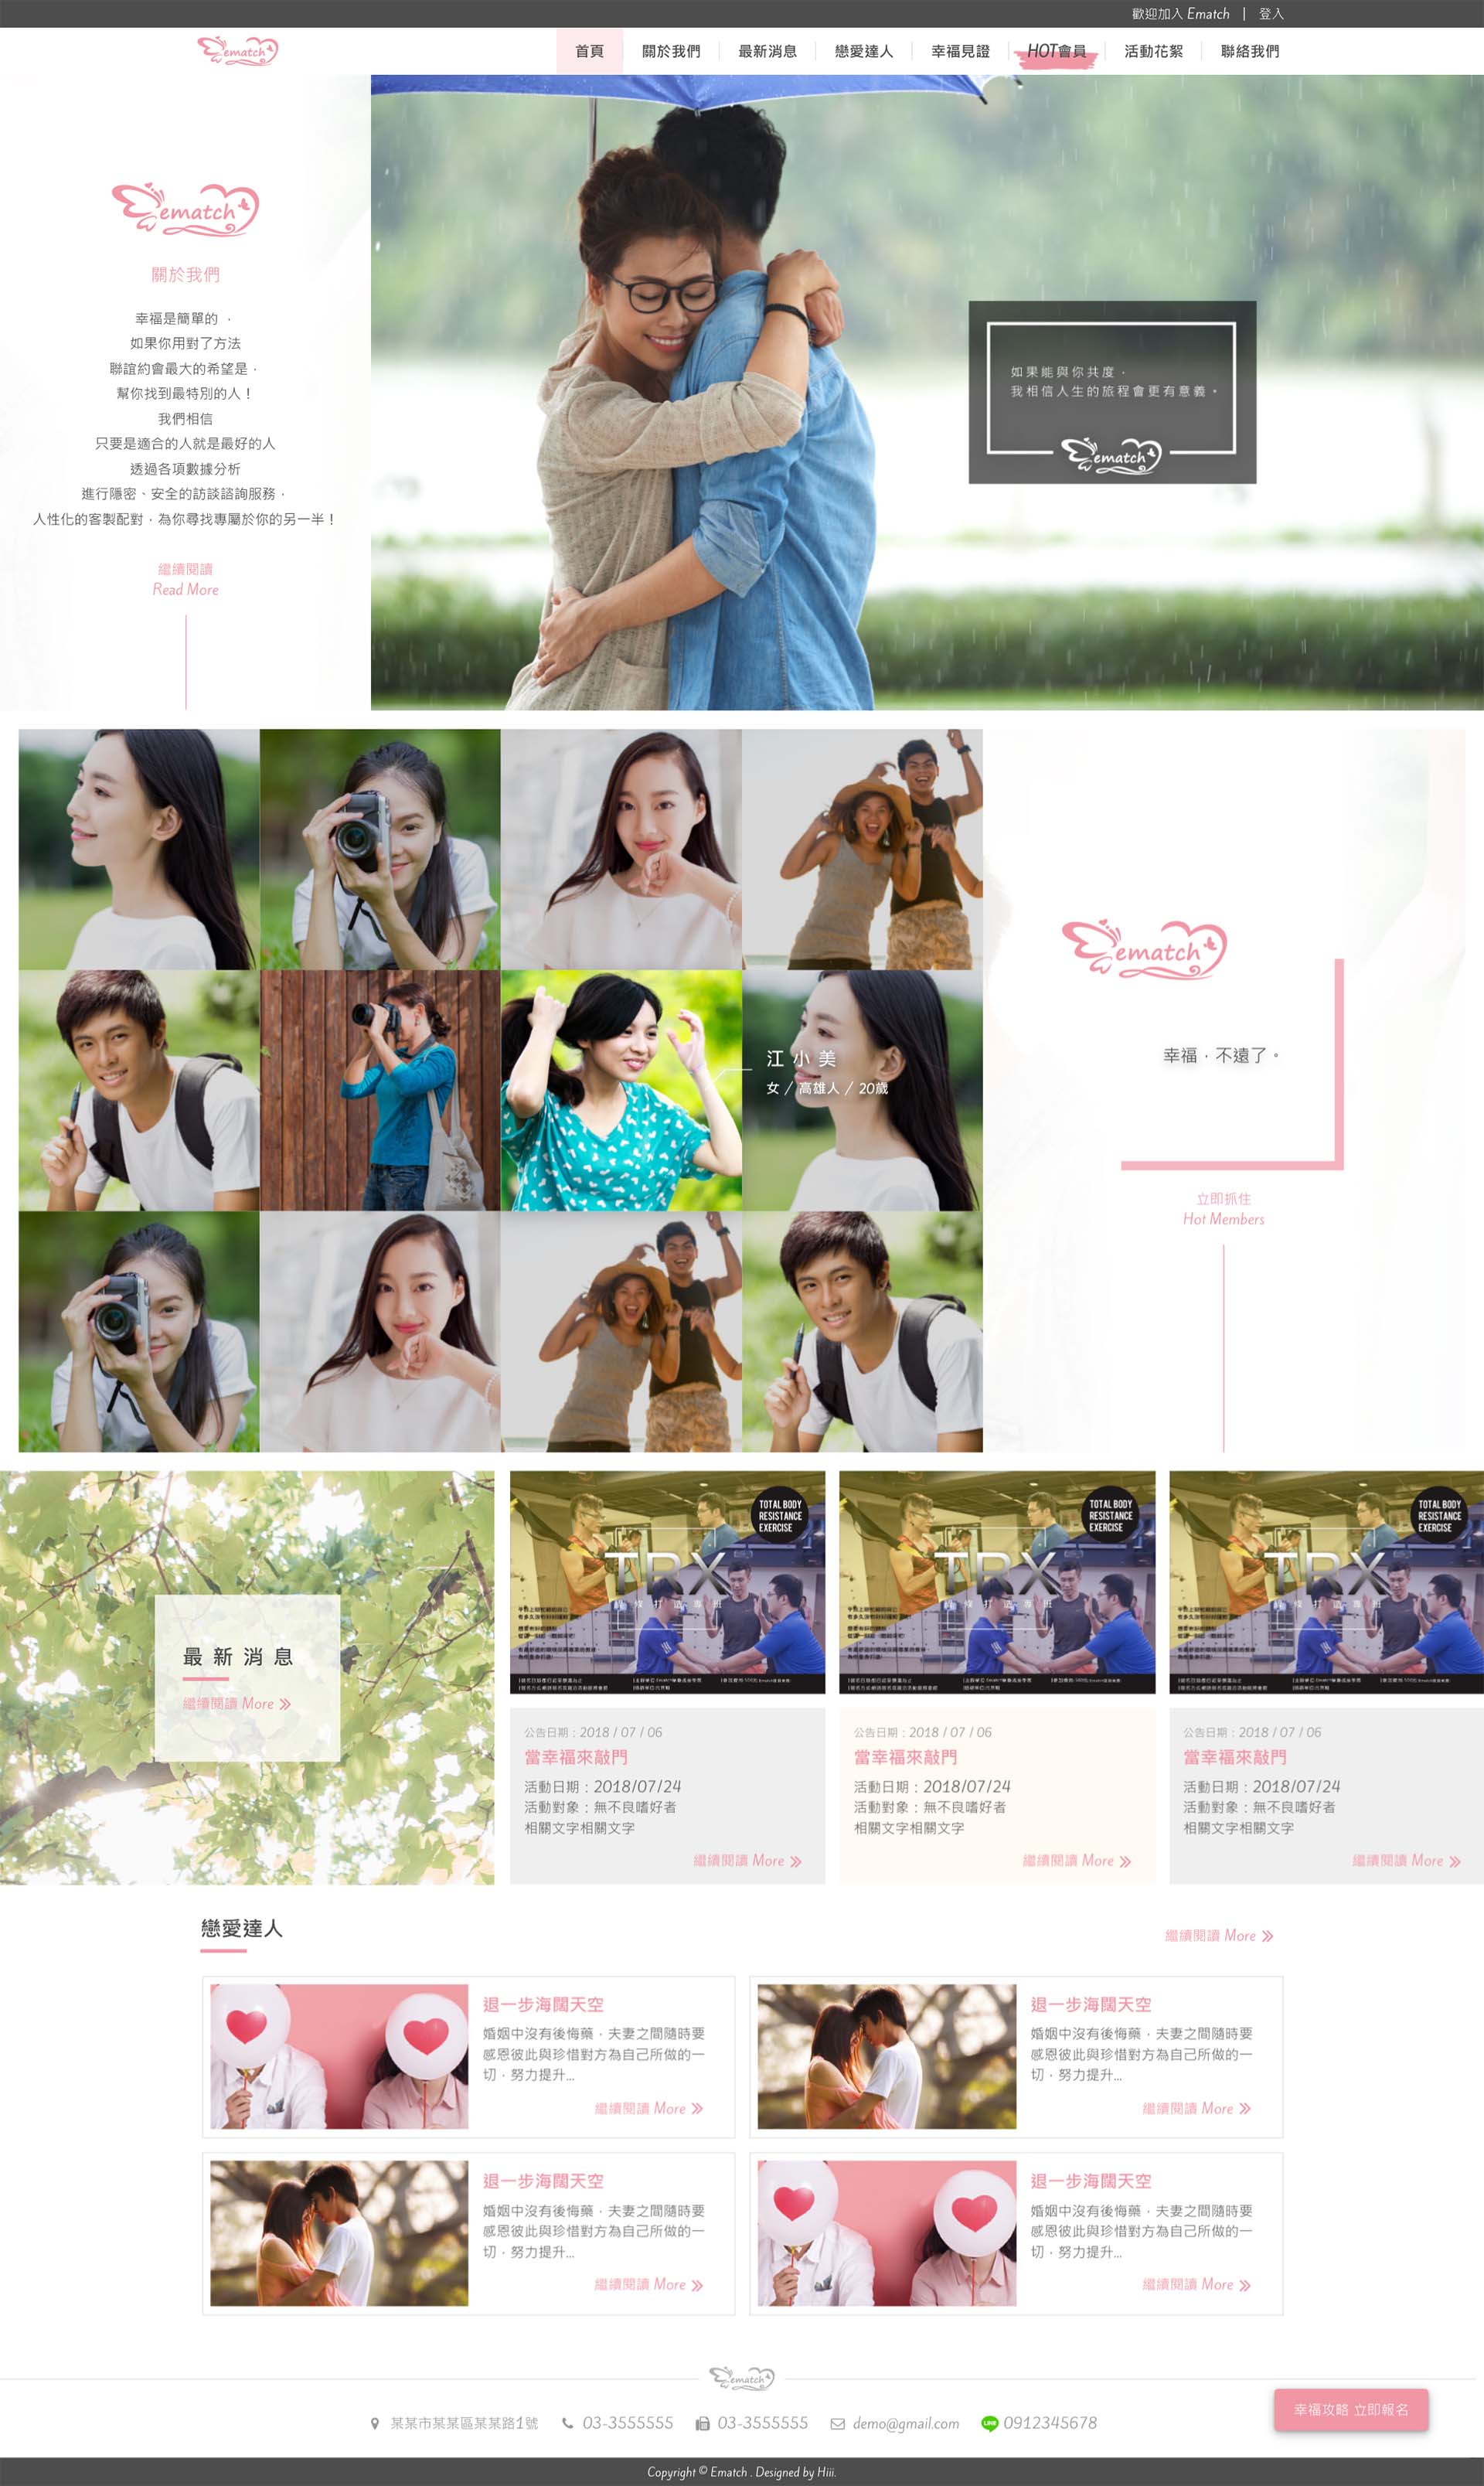 歡迎加入 Ematch | 登入
ematch
首頁
關於我們
最新消息
戀愛達人
幸福見證
HOT會員
活動花絮
聯絡我們
ematch
關於我們
幸福是簡單的，
如果你用對了方法
聯誼約會最大的希望是，
幫你找到最特別的人！
我們相信
只要是適合的人就是最好的人
透過各項數據分析
進行隱密、安全的訪談諮詢服務，
人性化的客製配對，為你尋找專屬於你的另一半！
繼續閱讀
Read More
如果能與你共度，
我相信人生的旅程會更有意義。
ematch
江小美
女 / 高雄人 / 20歲
ematch
幸福，不遠了。
立即抓住
Hot Members
最新消息
繼續閱讀 More
TOTAL BODY
RESISTANCE
EXERCISE
TRX
公告日期：2018 / 07 / 06
當幸福來敲門
活動日期：2018/07/24
活動對象：無不良嗜好者
相關文字相關文字
繼續閱讀 More
TOTAL BODY
RESISTANCE
EXERCISE
TRX
公告日期：2018 / 07 / 06
當幸福來敲門
活動日期：2018/07/24
活動對象：無不良嗜好者
相關文字相關文字
繼續閱讀 More
TOTAL BODY
RESISTANCE
EXERCISE
TRX
公告日期：2018 / 07 / 06
當幸福來敲門
活動日期：2018/07/24
活動對象：無不良嗜好者
相關文字相關文字
繼續閱讀 More
戀愛達人
繼續閱讀 More
退一步海闊天空
婚姻中沒有後悔藥，夫妻之間隨時要
感恩彼此與珍惜對方為自己所做的一
切，努力提升...
繼續閱讀 More
退一步海闊天空
婚姻中沒有後悔藥，夫妻之間隨時要
感恩彼此與珍惜對方為自己所做的一
切，努力提升...
繼續閱讀 More
退一步海闊天空
婚姻中沒有後悔藥，夫妻之間隨時要
感恩彼此與珍惜對方為自己所做的一
切，努力提升...
繼續閱讀 More
退一步海闊天空
婚姻中沒有後悔藥，夫妻之間隨時要
感恩彼此與珍惜對方為自己所做的一
切，努力提升...
繼續閱讀 More
ematch
某某市某某區某某路1號
03-3555555
03-3555555
demo@gmail.com
LINE 0912345678
幸福攻略 立即報名
Copyright © Ematch . Designed by Hiii.